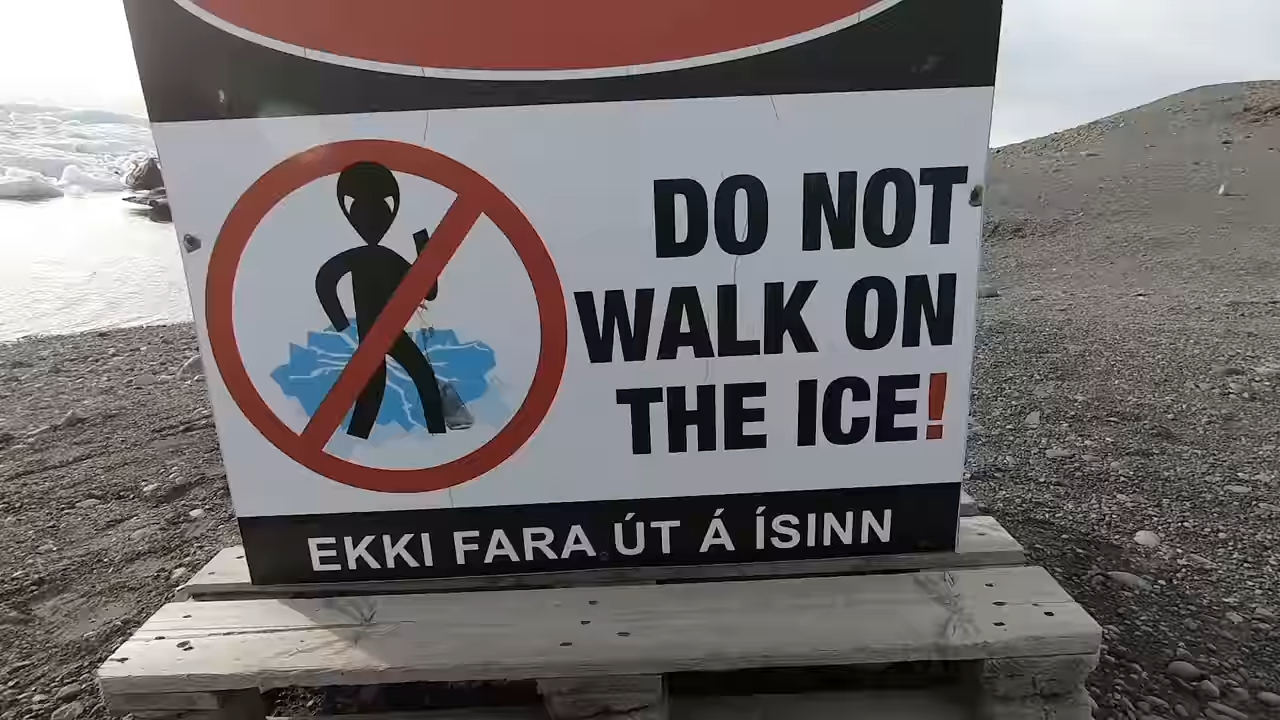 DO NOT
WALK ON
THE ICE!
EKKI FARA ÚT Á ÍSINN